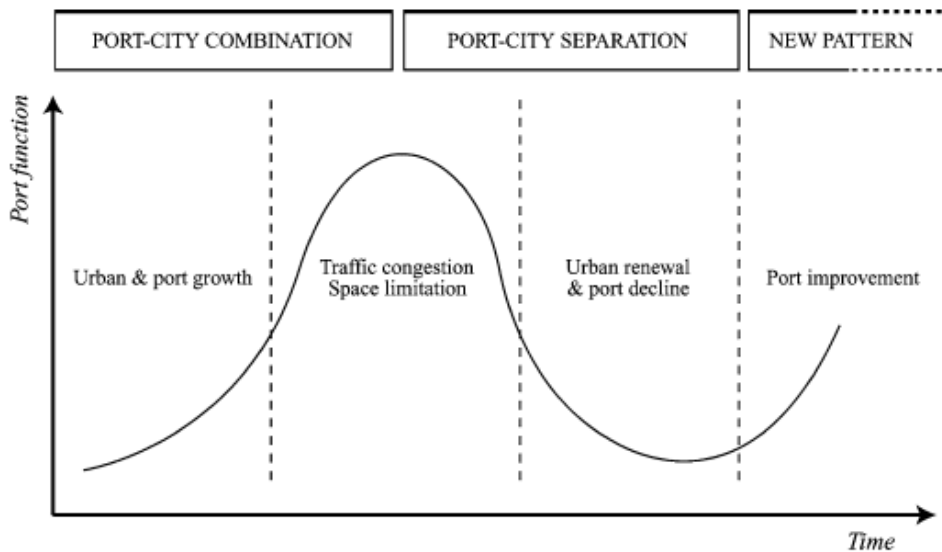 PORT-CITY COMBINATION
PORT-CITY SEPARATION
NEW PATTERN
Port function
Urban & port growth
Traffic congestion
Space limitation
Urban renewal
& port decline
Port improvement
Time